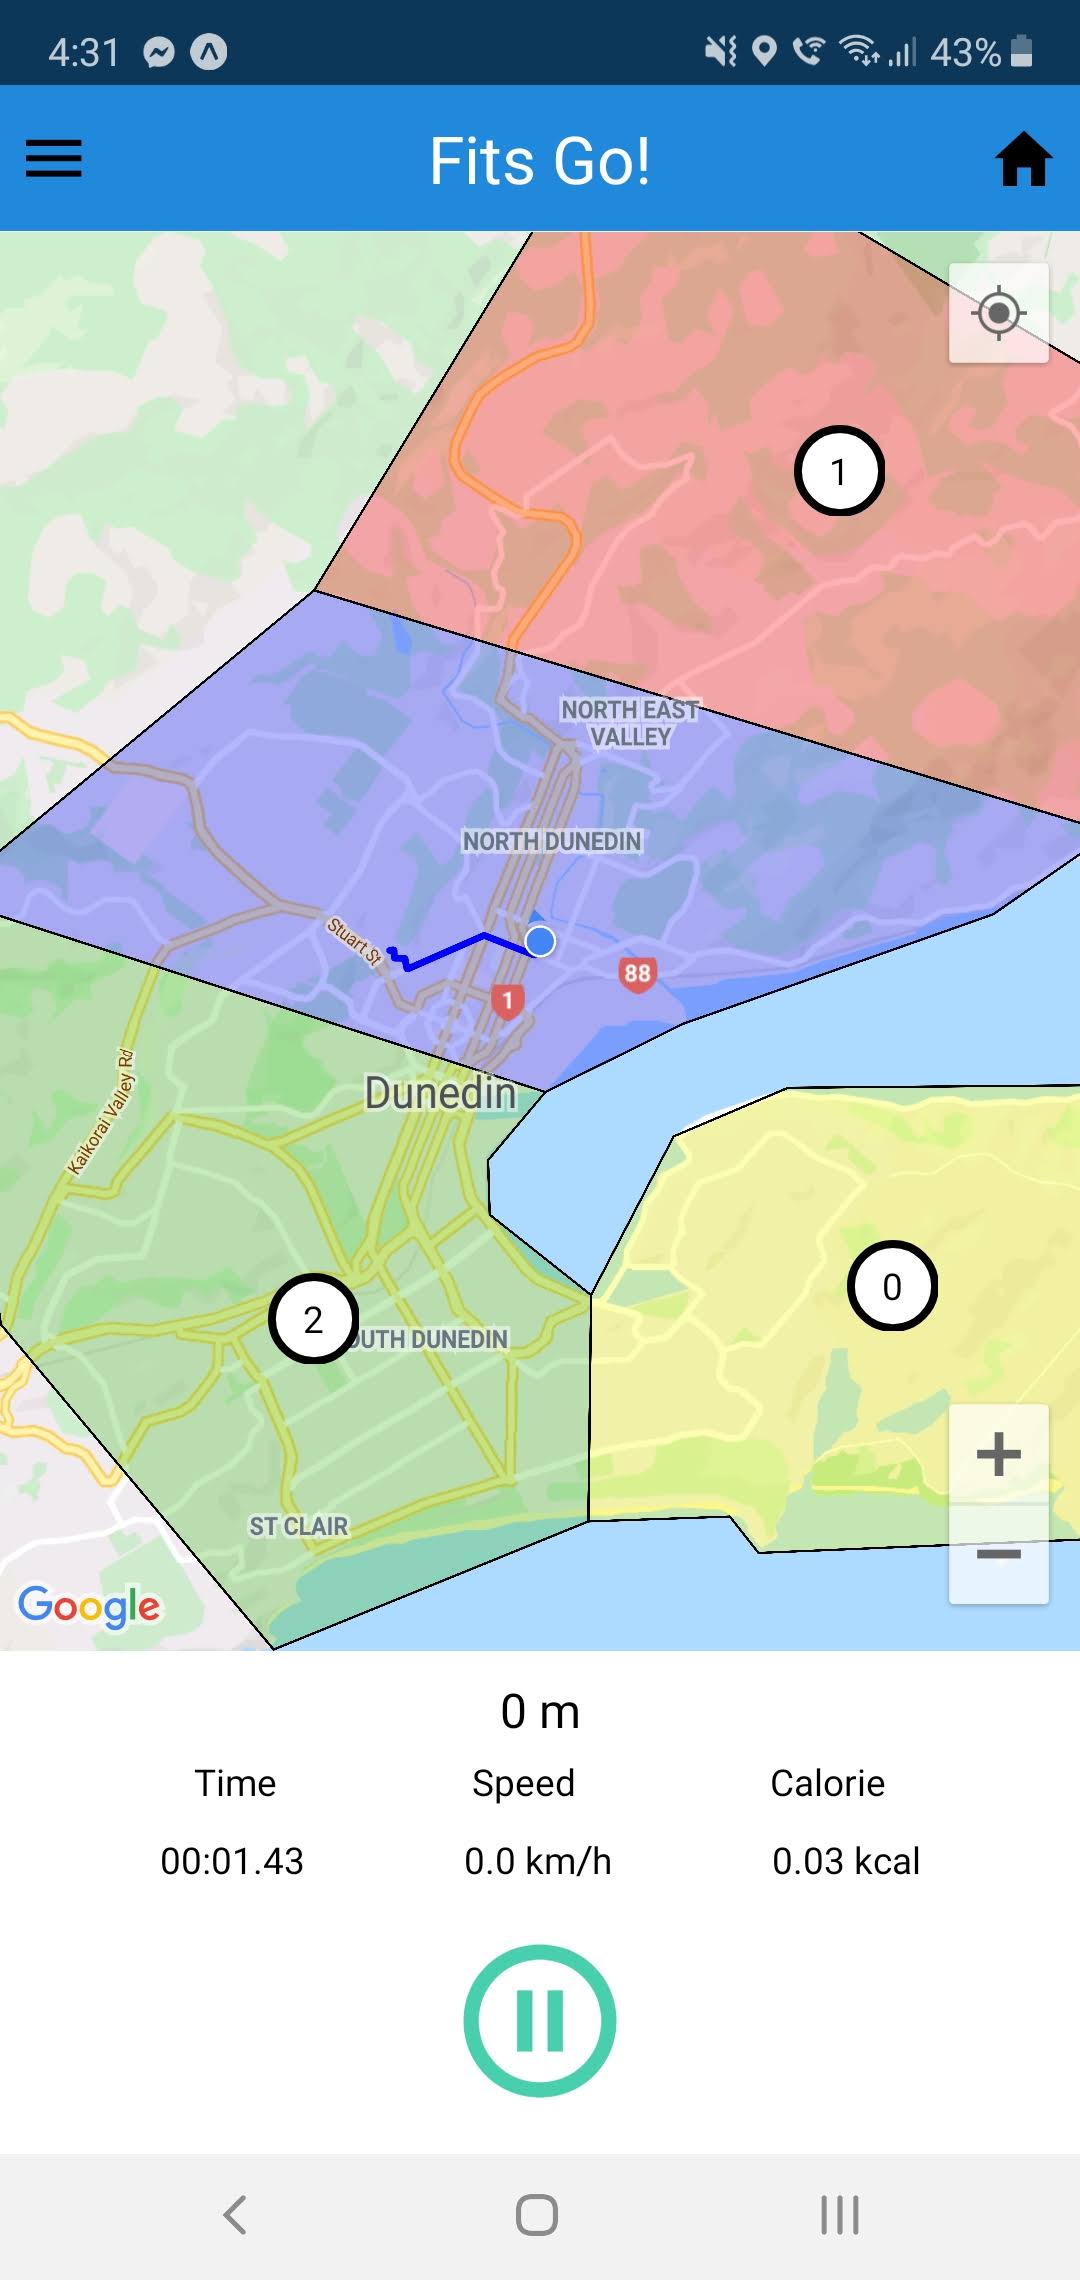 4:31
43%
Fits Go!
1
NORTH EAST
VALLEY
NORTH DUNEDIN
Stuart St
88
1
Kaikorai Valley Rd
Dunedin
0
2
OUTH DUNEDIN
ST CLAIR
Google
0 m
Time Speed Calorie
00:01.43 0.0 km/h 0.03 kcal